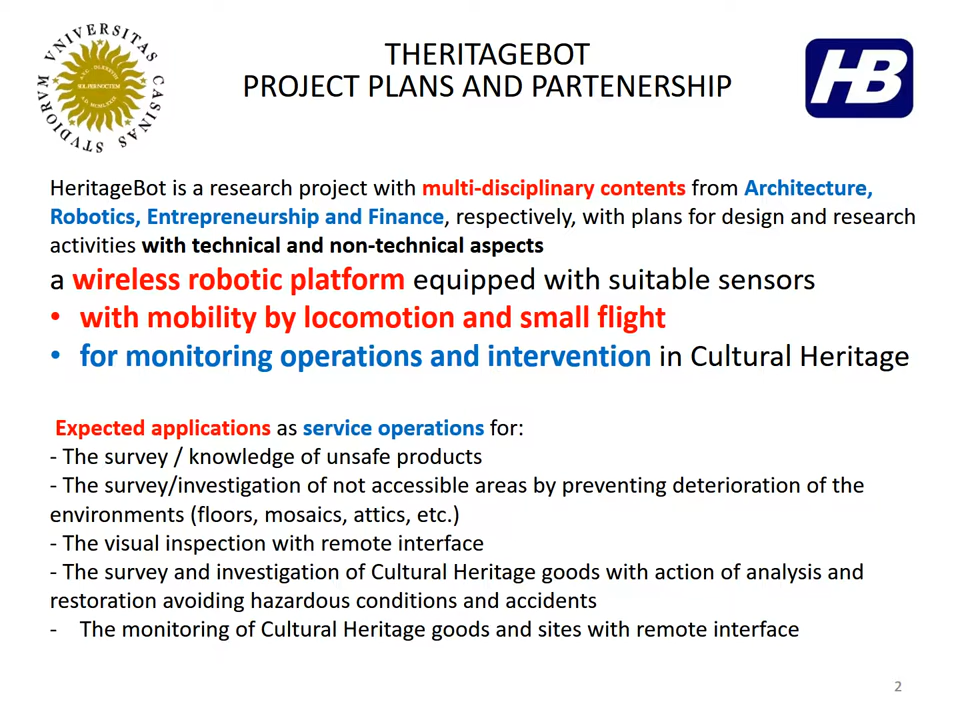 THERITAGEBOT
PROJECT PLANS AND PARTENERSHIP
VNIVERSITAS CASINAS STVDIORVM
SOL PER NOCTEM
HB
HeritageBot is a research project with multi-disciplinary contents from Architecture,
Robotics, Entrepreneurship and Finance, respectively, with plans for design and research
activities with technical and non-technical aspects
a wireless robotic platform equipped with suitable sensors
• with mobility by locomotion and small flight
• for monitoring operations and intervention in Cultural Heritage
Expected applications as service operations for:
- The survey / knowledge of unsafe products
- The survey/investigation of not accessible areas by preventing deterioration of the
environments (floors, mosaics, attics, etc.)
- The visual inspection with remote interface
- The survey and investigation of Cultural Heritage goods with action of analysis and
restoration avoiding hazardous conditions and accidents
- The monitoring of Cultural Heritage goods and sites with remote interface
2